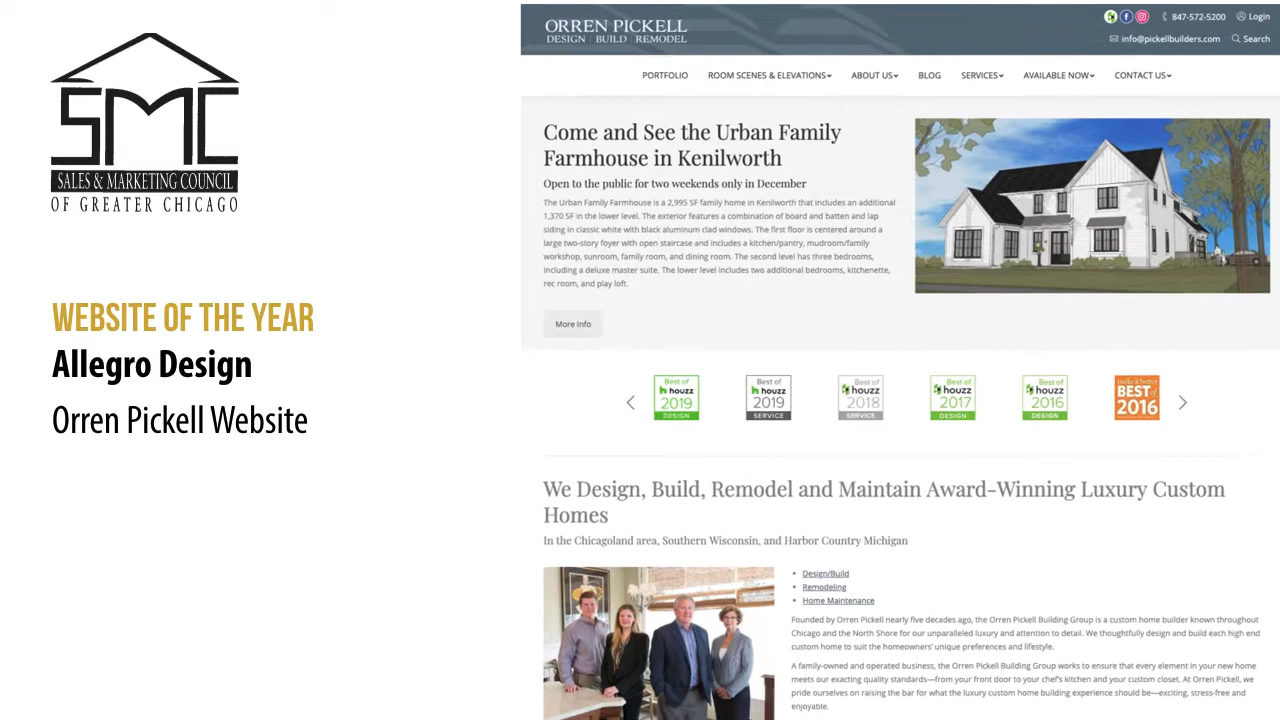 SMC
SALES & MARKETING COUNCIL
OF GREATER CHICAGO
WEBSITE OF THE YEAR
Allegro Design
Orren Pickell Website
ORREN PICKELL
DESIGN | BUILD | REMODEL
847-572-5200 Login
info@pickellbuilders.com Search
PORTFOLIO ROOM SCENES & ELEVATIONS ABOUT US BLOG SERVICES AVAILABLE NOW CONTACT US
Come and See the Urban Family
Farmhouse in Kenilworth
Open to the public for two weekends only in December
The Urban Family Farmhouse is a 2,995 SF family home in Kenilworth that includes an additional
1,370 SF in the lower level. The exterior features a combination of board and batten and lap
siding in classic white with black aluminum clad windows. The first floor is centered around a
large two-story foyer with open staircase and includes a kitchen/pantry, mudroom/family
workshop, sunroom, family room, and dining room. The second level has three bedrooms,
including a deluxe master suite. The lower level includes two additional bedrooms, kitchenette,
rec room, and play loft.
More Info
Best of
houzz
2019
DESIGN
Best of
houzz
2019
SERVICE
Best of
houzz
2018
SERVICE
Best of
houzz
2017
DESIGN
Best of
houzz
2016
DESIGN
make it better
BEST of
2016
We Design, Build, Remodel and Maintain Award-Winning Luxury Custom
Homes
In the Chicagoland area, Southern Wisconsin, and Harbor Country Michigan
• Design/Build
• Remodeling
• Home Maintenance
Founded by Orren Pickell nearly five decades ago, the Orren Pickell Building Group is a custom home builder known throughout
Chicago and the North Shore for our unparalleled luxury and attention to detail. We thoughtfully design and build each high end
custom home to suit the homeowners' unique preferences and lifestyle.
A family-owned and operated business, the Orren Pickell Building Group works to ensure that every element in your new home
meets our exacting quality standards—from your front door to your chef's kitchen and your custom closet. At Orren Pickell, we
pride ourselves on raising the bar for what the luxury custom home building experience should be—exciting, stress-free and
enjoyable.